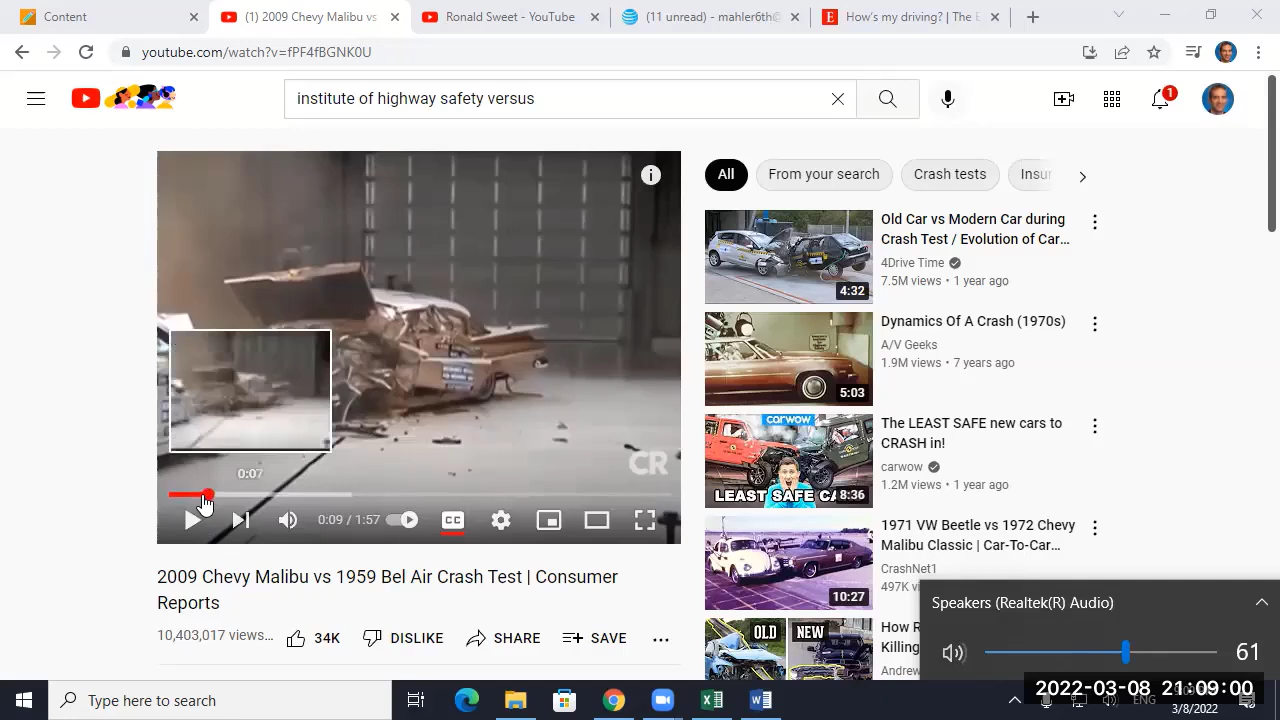 Content
(1) 2009 Chevy Malibu vs
Ronald Sweet - YouTube
(11 unread) - mahler6th@
How's my driving? | The E
youtube.com/watch?v=fPF4fBGNK0U
institute of highway safety versus
1
All
From your search
Crash tests
Insur
CR
0:07
0:09 / 1:57
CC
2009 Chevy Malibu vs 1959 Bel Air Crash Test | Consumer
Reports
10,403,017 views...
34K
DISLIKE
SHARE
SAVE
Old Car vs Modern Car during
Crash Test / Evolution of Car...
4Drive Time
7.5M views • 1 year ago
4:32
Dynamics Of A Crash (1970s)
A/V Geeks
1.9M views • 7 years ago
5:03
The LEAST SAFE new cars to
CRASH in!
carwow
1.2M views • 1 year ago
carwow
LEAST SAFE CA
8:36
1971 VW Beetle vs 1972 Chevy
Malibu Classic | Car-To-Car...
CrashNet1
497K vi
10:27
OLD
NEW
How R
Killing
Andrew
Speakers (Realtek(R) Audio)
61
2022-03-08 21:09:00
Type here to search
ENG
3/8/2022